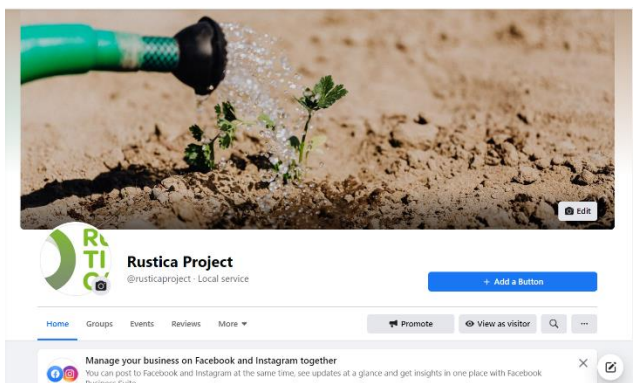 Edit
RU
TI
Rustica Project
@rusticaproject · Local service
+ Add a Button
Home Groups Events Reviews More
Promote View as visitor ...
Manage your business on Facebook and Instagram together
You can post to Facebook and Instagram at the same time, see updates at a glance and get insights in one place with Facebook
Business Suite.